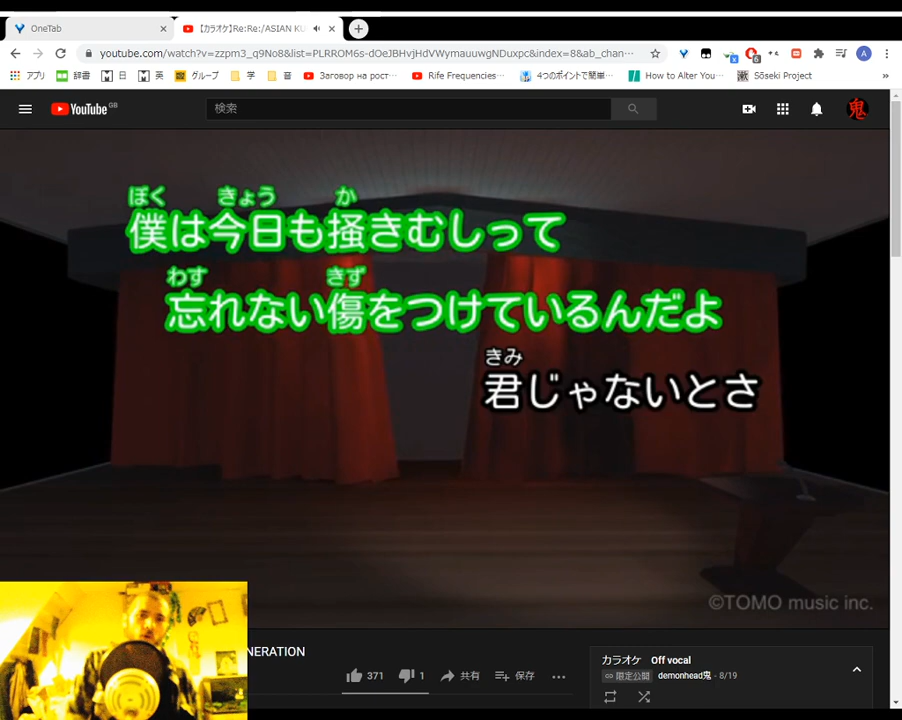 OneTab
【カラオケ】Re:Re:/ASIAN KU
youtube.com/watch?v=zzpm3_q9No8&list=PLRROM6s-dOeJBHvjHdVWymauuwgNDuxpc&index=8&ab_chan…
アプリ 辞書 日 英 グループ 学 音 Заговор на рост… Rife Frequencies… 4つのポイントで簡単… How to Alter You… Sōseki Project »
YouTube GB
検索
鬼
ぼく きょう か
僕は今日も掻きむしって
わす きず
忘れない傷をつけているんだよ
きみ
君じゃないとさ
©TOMO music inc.
NERATION
371 1 共有 保存
カラオケ Off vocal
限定公開 demonhead鬼 - 8/19